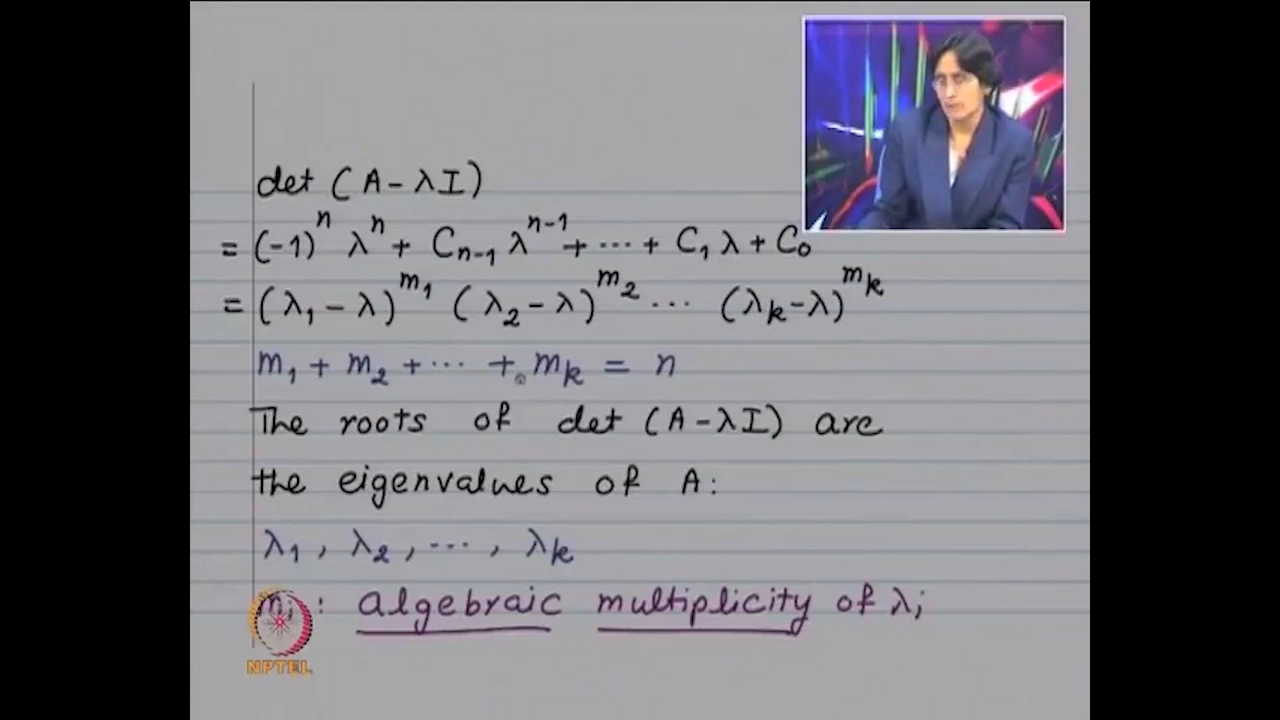 det (A - λI)
= (-1)^n λ^n + C_{n-1} λ^{n-1} + ... + C_1 λ + C_0
= (λ_1 - λ)^{m_1} (λ_2 - λ)^{m_2} ... (λ_k - λ)^{m_k}
m_1 + m_2 + ... + m_k = n
The roots of det (A - λI) are
the eigenvalues of A:
λ_1, λ_2, ..., λ_k
m_i : algebraic multiplicity of λ_i
NPTEL